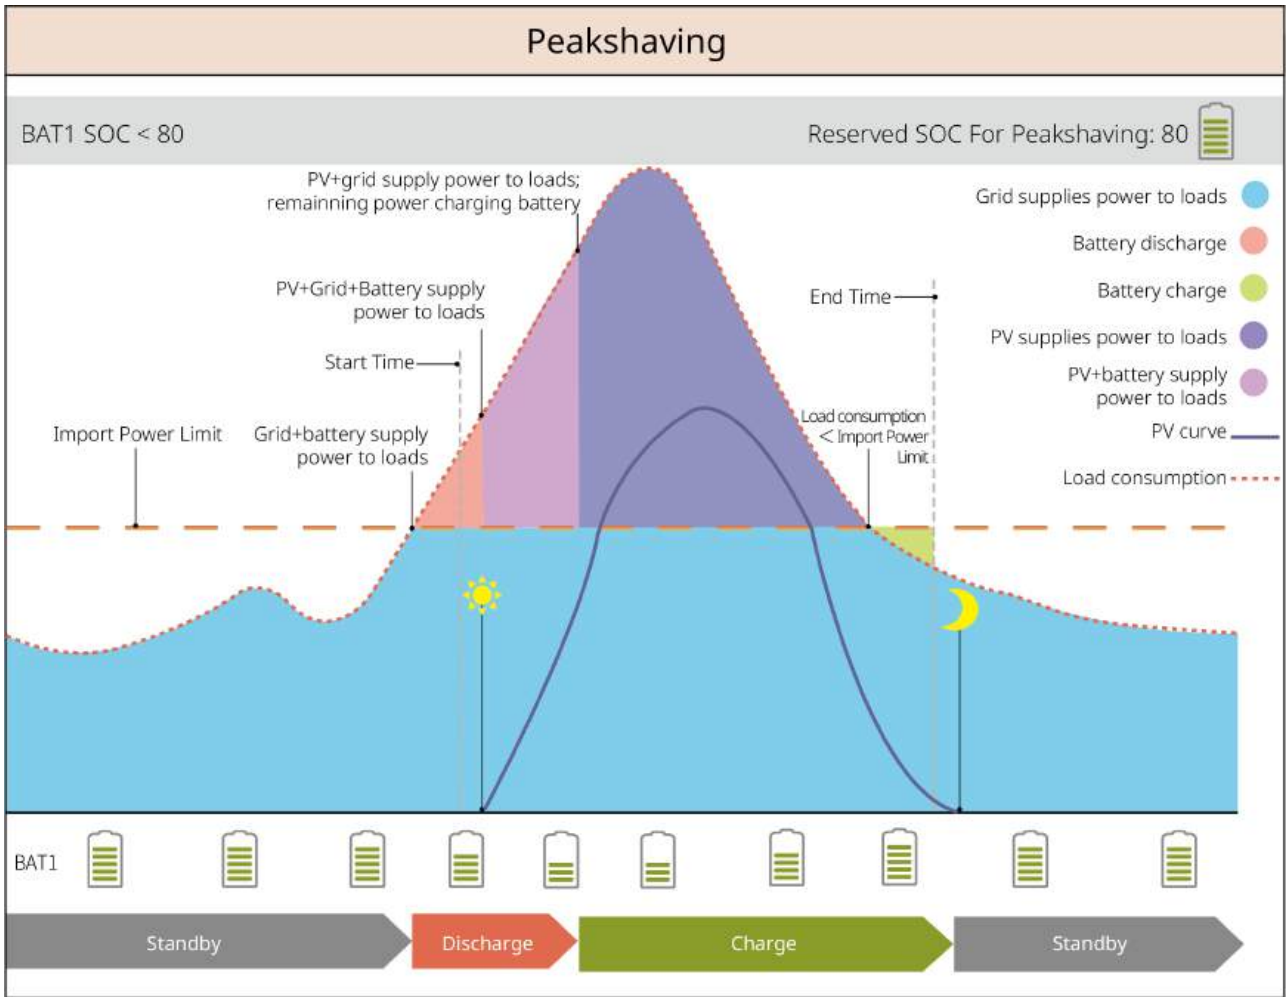 Peakshaving
BAT1 SOC < 80
Reserved SOC For Peakshaving: 80
PV+grid supply power to loads;
remainning power charging battery
PV+Grid+Battery supply
power to loads
Start Time
Import Power Limit
Grid+battery supply
power to loads
End Time
Load consumption
< Import Power
Limit
Grid supplies power to loads
Battery discharge
Battery charge
PV supplies power to loads
PV+battery supply
power to loads
PV curve
Load consumption
BAT1
Standby
Discharge
Charge
Standby